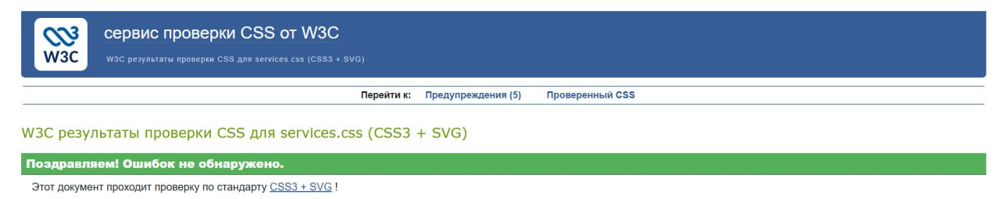 W3C
сервис проверки CSS от W3C
W3C результаты проверки CSS для services.css (CSS3 + SVG)
Перейти к: Предупреждения (5) Проверенный CSS
W3C результаты проверки CSS для services.css (CSS3 + SVG)
Поздравляем! Ошибок не обнаружено.
Этот документ проходит проверку по стандарту CSS3 + SVG !